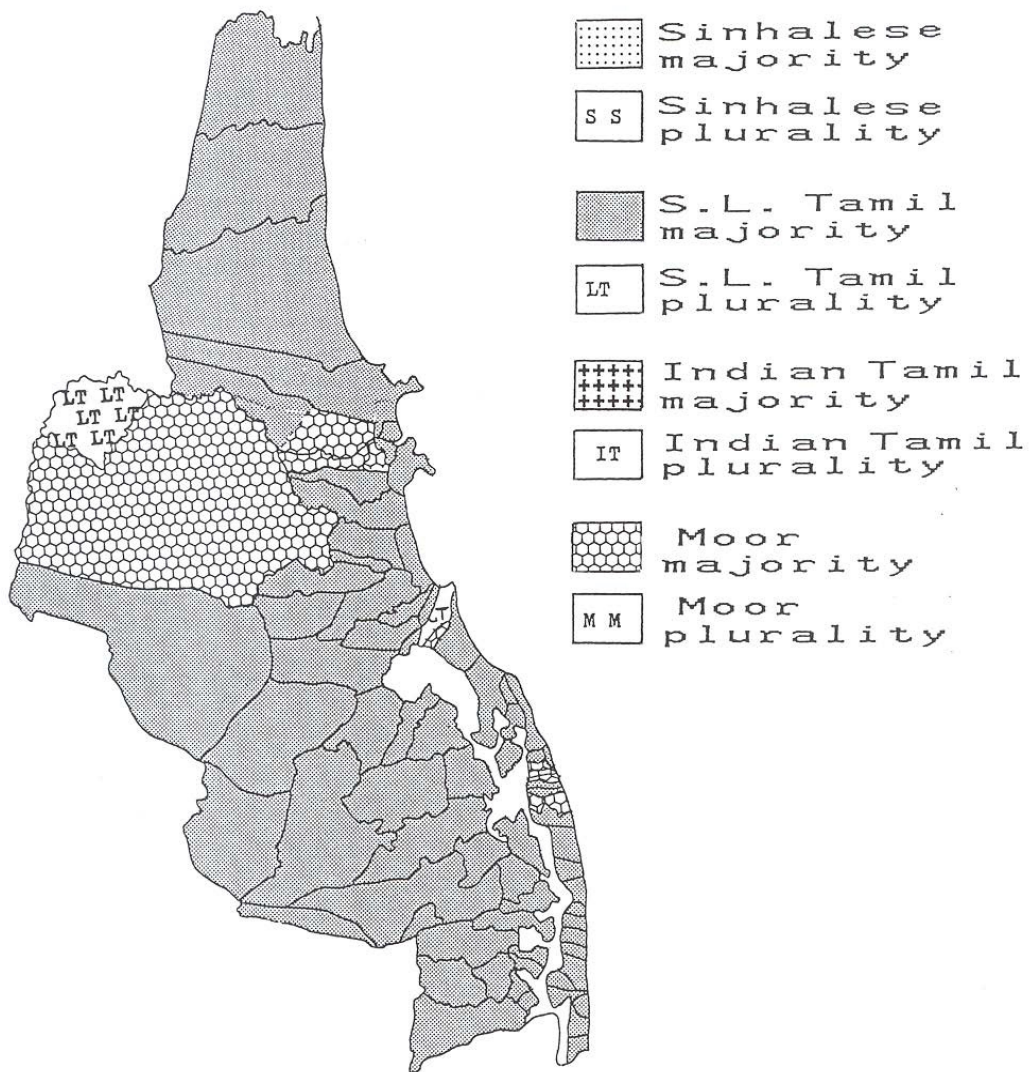 Sinhalese
majority
S S
Sinhalese
plurality
S.L. Tamil
majority
LT
S.L. Tamil
plurality
Indian Tamil
majority
IT
Indian Tamil
plurality
Moor
majority
M M
Moor
plurality
LT LT
LT LT
LT LT
LT